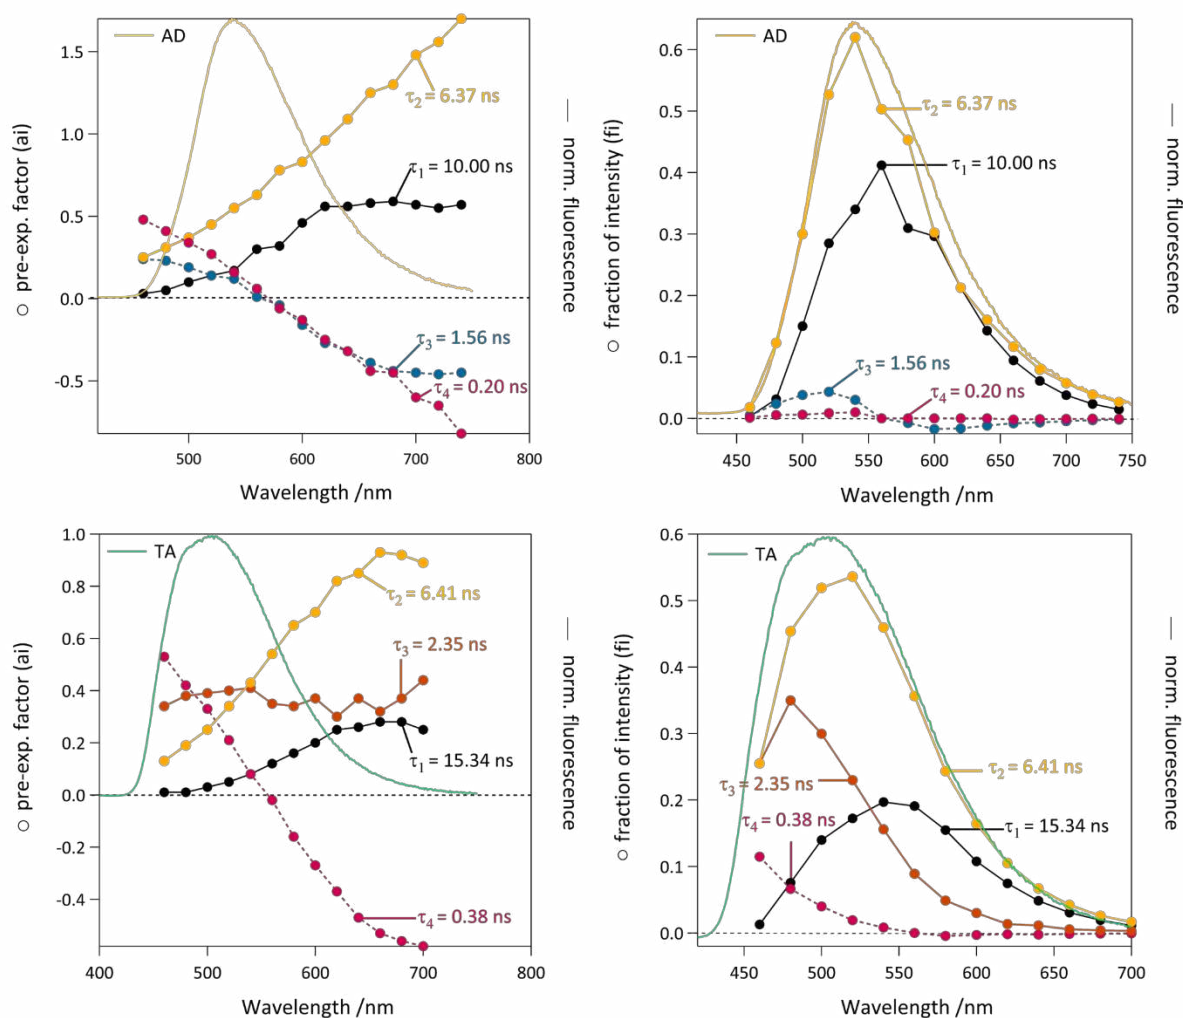 AD
1.5
1.0
0.5
0.0
-0.5
τ2 = 6.37 ns
τ1 = 10.00 ns
τ3 = 1.56 ns
τ4 = 0.20 ns
500
600
700
800
Wavelength /nm
pre-exp. factor (ai)
norm. fluorescence
AD
0.6
0.5
0.4
0.3
0.2
0.1
0.0
τ2 = 6.37 ns
τ1 = 10.00 ns
τ3 = 1.56 ns
τ4 = 0.20 ns
450
500
550
600
650
700
750
Wavelength /nm
fraction of intensity (fi)
norm. fluorescence
TA
1.0
0.8
0.6
0.4
0.2
0.0
-0.2
-0.4
τ2 = 6.41 ns
τ3 = 2.35 ns
τ1 = 15.34 ns
τ4 = 0.38 ns
400
500
600
700
800
Wavelength /nm
pre-exp. factor (ai)
norm. fluorescence
TA
0.6
0.5
0.4
0.3
0.2
0.1
0.0
τ2 = 6.41 ns
τ3 = 2.35 ns
τ4 = 0.38 ns
τ1 = 15.34 ns
450
500
550
600
650
700
Wavelength /nm
fraction of intensity (fi)
norm. fluorescence